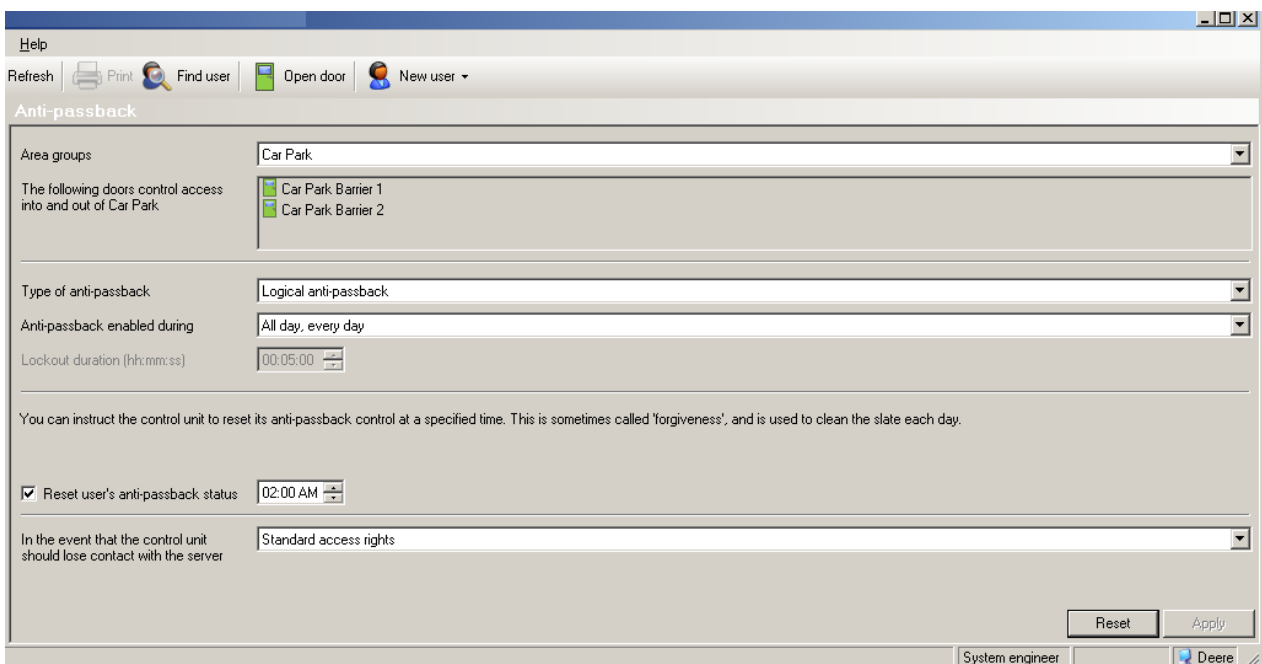 Help
Refresh Print Find user Open door New user
Anti-passback
Area groups Car Park
The following doors control access
into and out of Car Park
Car Park Barrier 1
Car Park Barrier 2
Type of anti-passback Logical anti-passback
Anti-passback enabled during All day, every day
Lockout duration (hh:mm:ss) 00:05:00
You can instruct the control unit to reset its anti-passback control at a specified time. This is sometimes called 'forgiveness', and is used to clean the slate each day.
Reset user's anti-passback status 02:00 AM
In the event that the control unit
should lose contact with the server
Standard access rights
Reset Apply
System engineer Deere